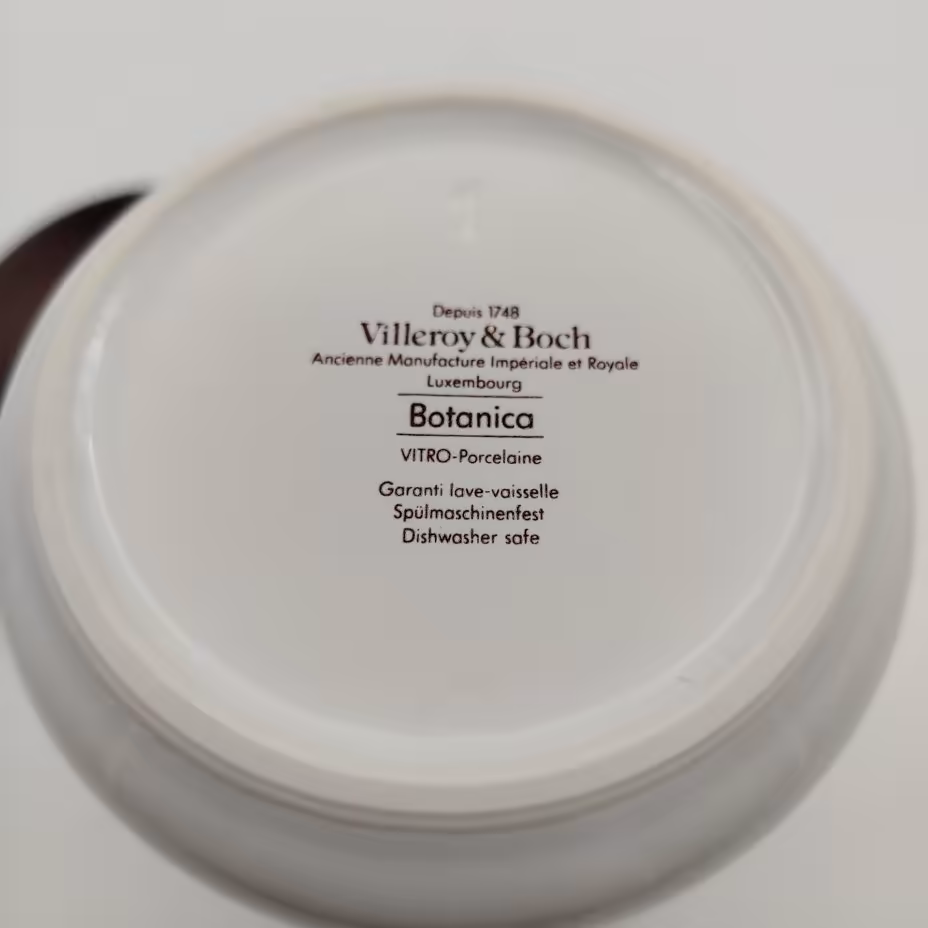 Depuis 1748
Villeroy & Boch
Ancienne Manufacture Impériale et Royale
Luxembourg
Botanica
VITRO-Porcelaine
Garanti lave-vaisselle
Spülmaschinenfest
Dishwasher safe